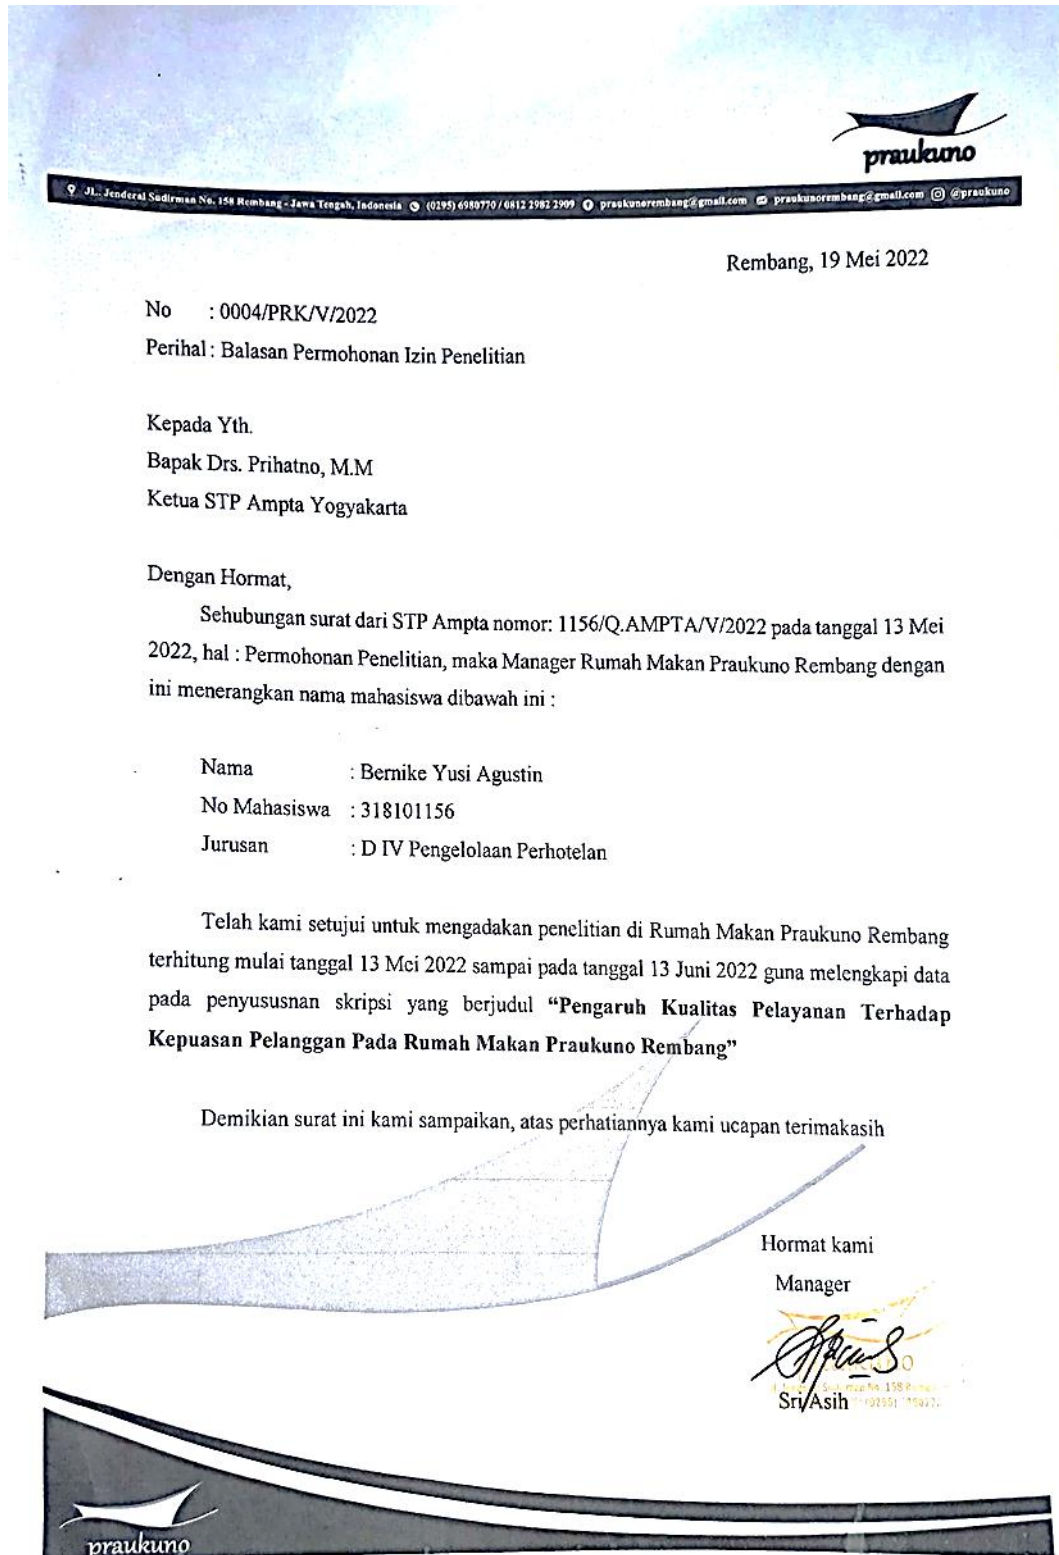 praukuno
JL. Jenderal Sudirman No. 158 Rembang - Jawa Tengah, Indonesia (0295) 6980770 / 0812 2982 2909 praukunorembang@gmail.com praukunorembang@gmail.com @praukuno
Rembang, 19 Mei 2022
No : 0004/PRK/V/2022
Perihal : Balasan Permohonan Izin Penelitian
Kepada Yth.
Bapak Drs. Prihatno, M.M
Ketua STP Ampta Yogyakarta
Dengan Hormat,
Sehubungan surat dari STP Ampta nomor: 1156/Q.AMPTA/V/2022 pada tanggal 13 Mei
2022, hal : Permohonan Penelitian, maka Manager Rumah Makan Praukuno Rembang dengan
ini menerangkan nama mahasiswa dibawah ini :
Nama : Bernike Yusi Agustin
No Mahasiswa : 318101156
Jurusan : D IV Pengelolaan Perhotelan
Telah kami setujui untuk mengadakan penelitian di Rumah Makan Praukuno Rembang
terhitung mulai tanggal 13 Mei 2022 sampai pada tanggal 13 Juni 2022 guna melengkapi data
pada penyususnan skripsi yang berjudul “Pengaruh Kualitas Pelayanan Terhadap
Kepuasan Pelanggan Pada Rumah Makan Praukuno Rembang”
Demikian surat ini kami sampaikan, atas perhatiannya kami ucapan terimakasih
Hormat kami
Manager
Sri Asih
praukuno